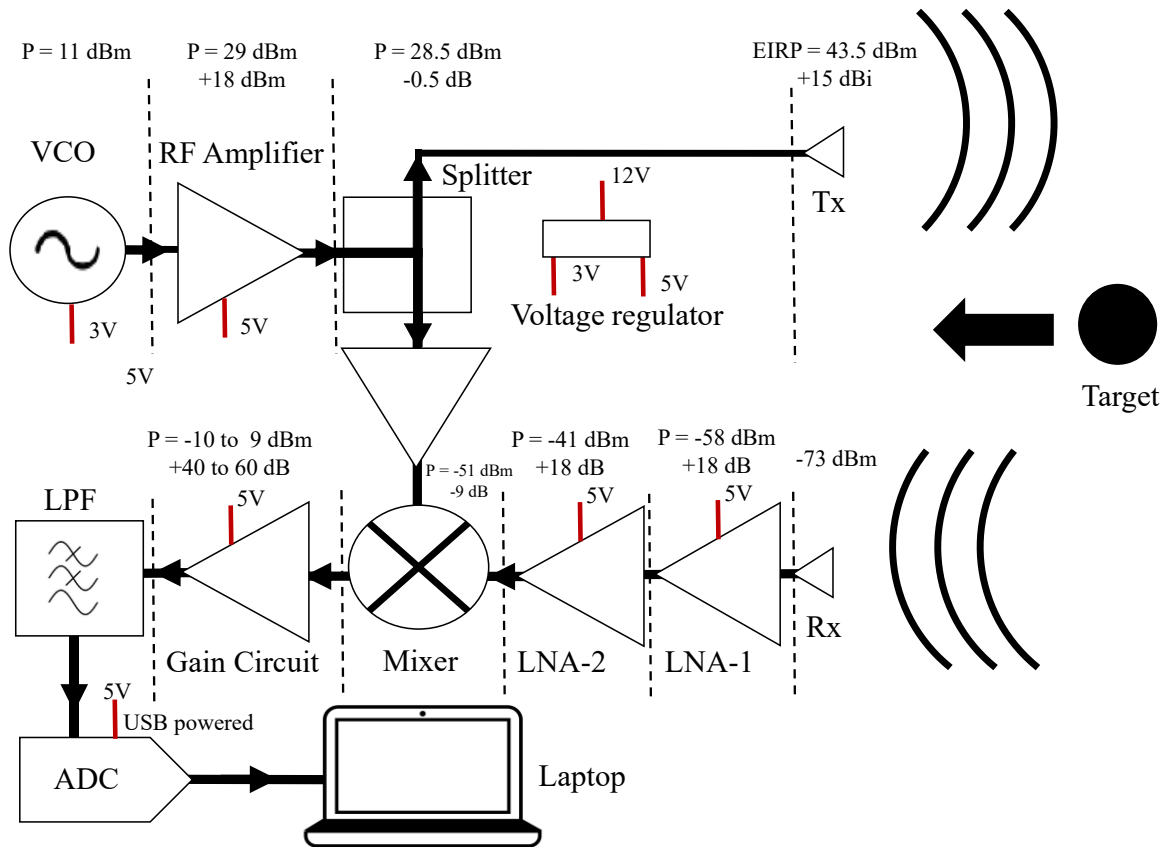 P = 11 dBm
P = 29 dBm
+18 dBm
P = 28.5 dBm
-0.5 dB
EIRP = 43.5 dBm
+15 dBi
VCO
RF Amplifier
Splitter
12V
Tx
3V
5V
3V
5V
Voltage regulator
5V
Target
P = -10 to 9 dBm
+40 to 60 dB
P = -51 dBm
-9 dB
P = -41 dBm
+18 dB
P = -58 dBm
+18 dB
-73 dBm
LPF
5V
5V
5V
Rx
Gain Circuit
Mixer
LNA-2
LNA-1
5V
USB powered
ADC
Laptop